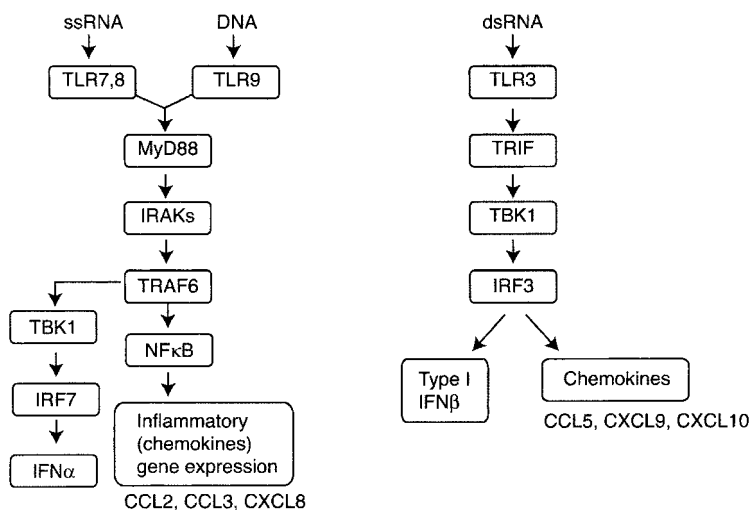 ssRNA
DNA
TLR7,8
TLR9
MyD88
IRAKs
TRAF6
TBK1
NFκB
IRF7
Inflammatory
(chemokines)
gene expression
IFNα
CCL2, CCL3, CXCL8
dsRNA
TLR3
TRIF
TBK1
IRF3
Type I
IFNβ
Chemokines
CCL5, CXCL9, CXCL10